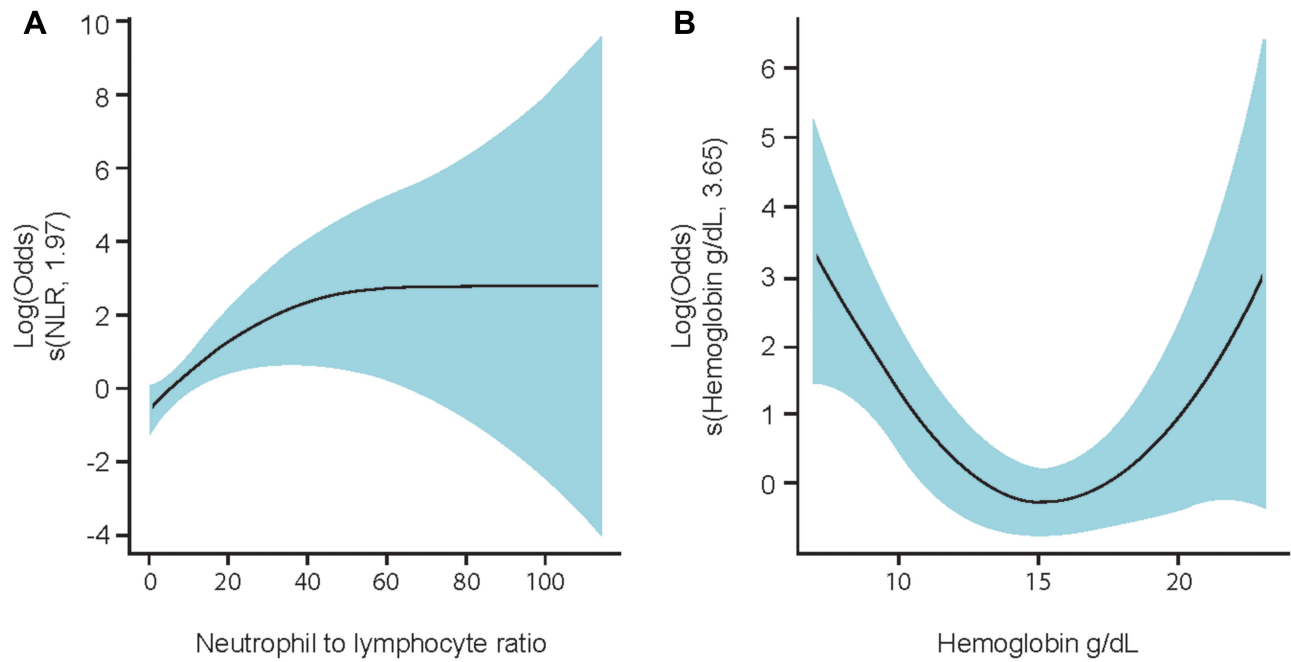 A
10
8
6
4
2
0
-2
-4
Log(Odds)
s(NLR, 1.97)
0 20 40 60 80 100
Neutrophil to lymphocyte ratio
B
6
5
4
3
2
1
0
Log(Odds)
s(Hemoglobin g/dL, 3.65)
10 15 20
Hemoglobin g/dL